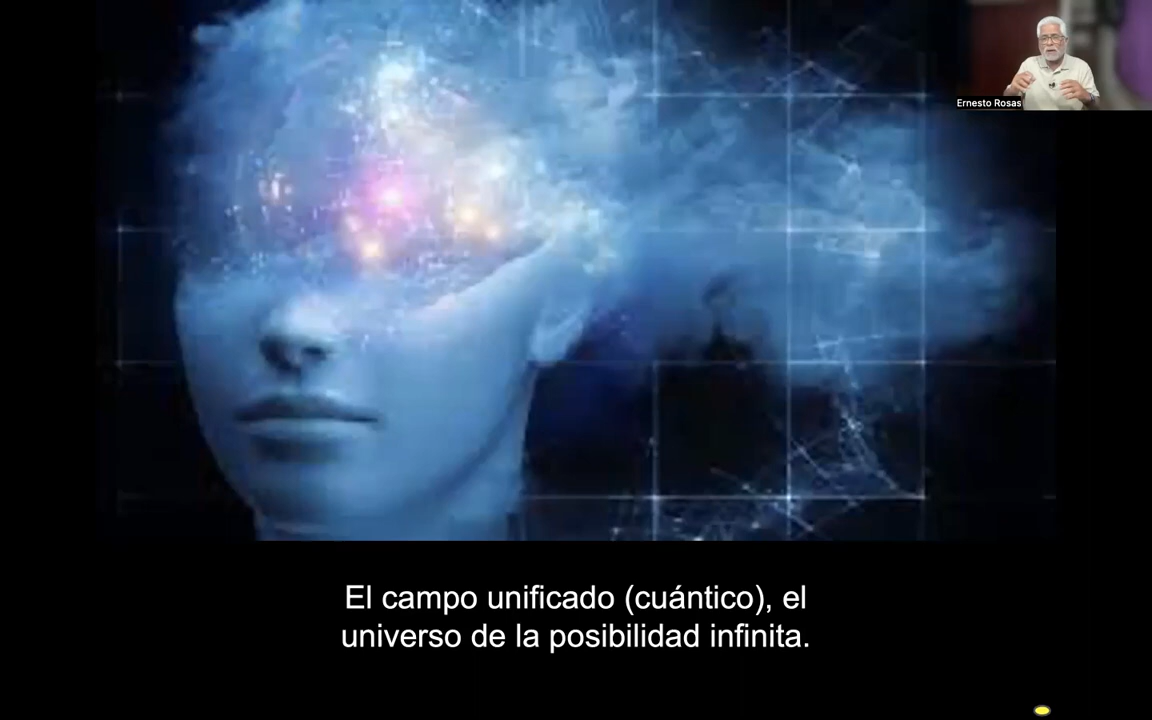 Ernesto Rosas
El campo unificado (cuántico), el
universo de la posibilidad infinita.